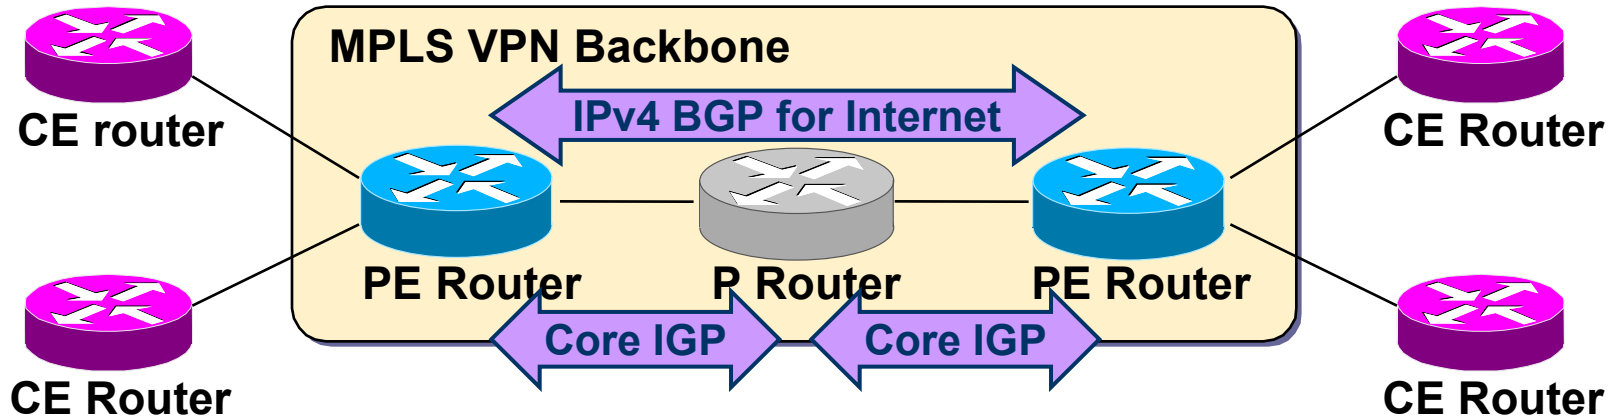 MPLS VPN Backbone
IPv4 BGP for Internet
CE router
CE Router
PE Router
P Router
PE Router
Core IGP
Core IGP
CE Router
CE Router